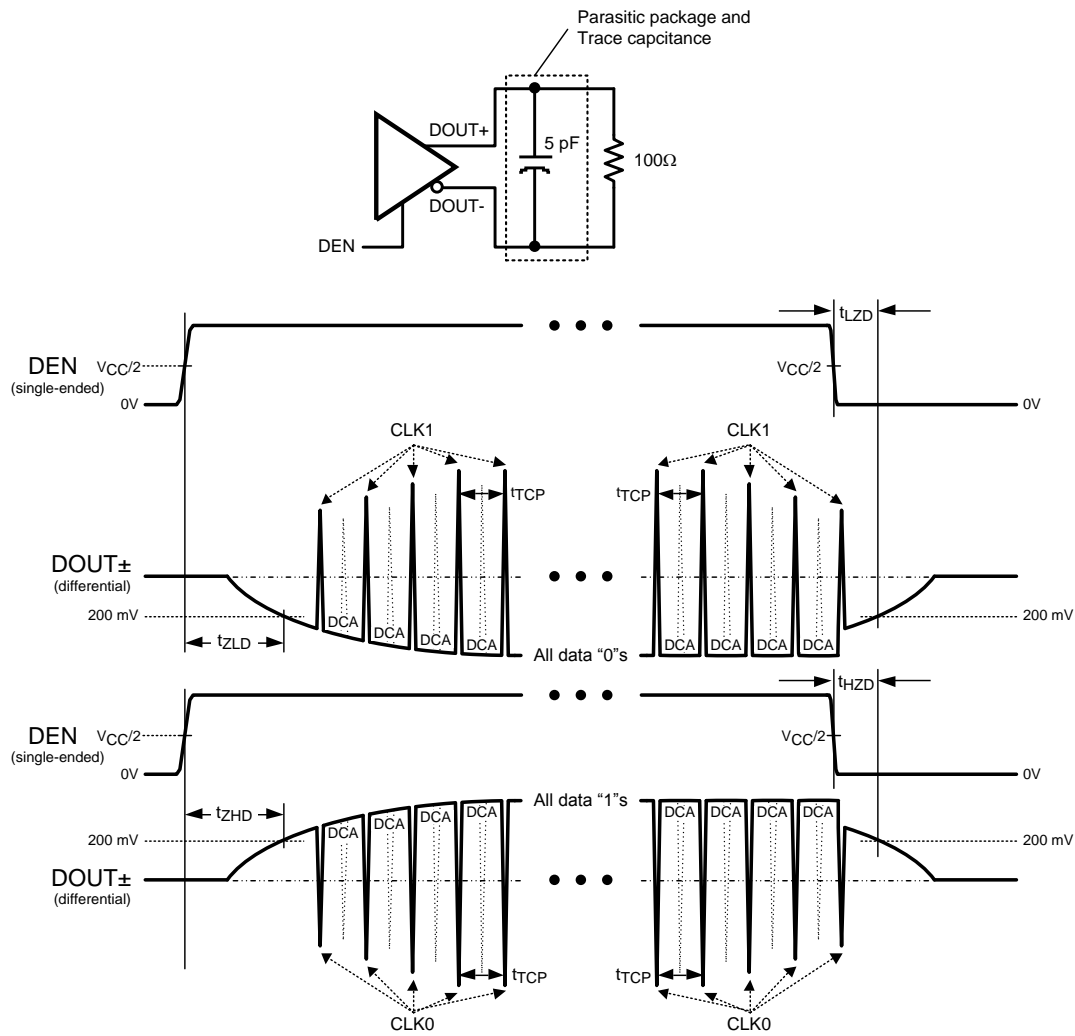 Parasitic package and
Trace capcitance
DOUT+
5 pF
100Ω
DOUT-
DEN
tLZD
DEN
(single-ended)
VCC/2
VCC/2
0V
0V
CLK1
CLK1
tTCP
tTCP
DOUT±
(differential)
200 mV
200 mV
DCA
DCA
DCA
DCA
DCA
DCA
DCA
DCA
tZLD
All data “0”s
tHZD
DEN
(single-ended)
VCC/2
VCC/2
0V
0V
All data “1”s
tZHD
DCA
DCA
DCA
DCA
DCA
DCA
DCA
DCA
200 mV
200 mV
DOUT±
(differential)
tTCP
tTCP
CLK0
CLK0